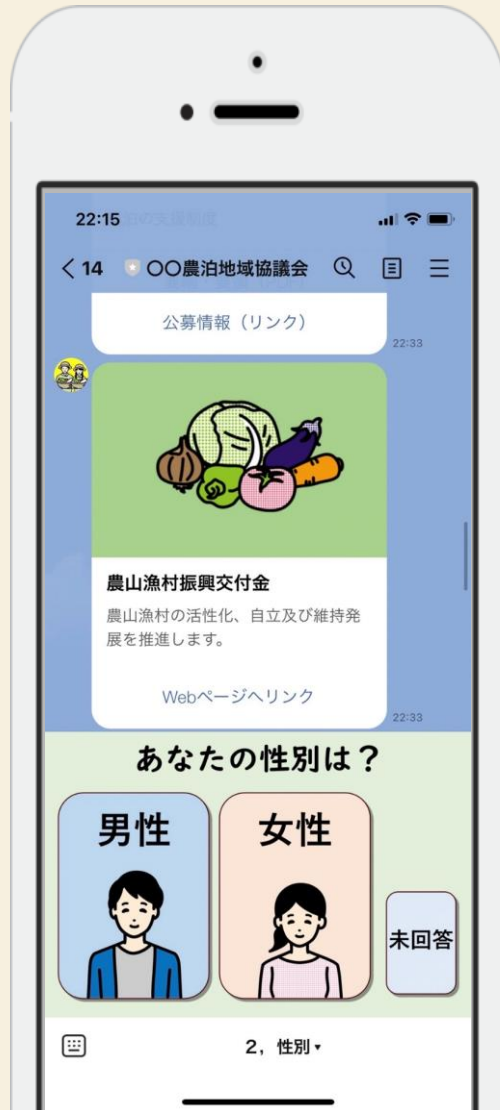 22:15
14 〇〇農泊地域協議会
公募情報（リンク）
22:33
農山漁村振興交付金
農山漁村の活性化、自立及び維持発
展を推進します。
Webページへリンク
22:33
あなたの性別は？
男性
女性
未回答
2，性別▾